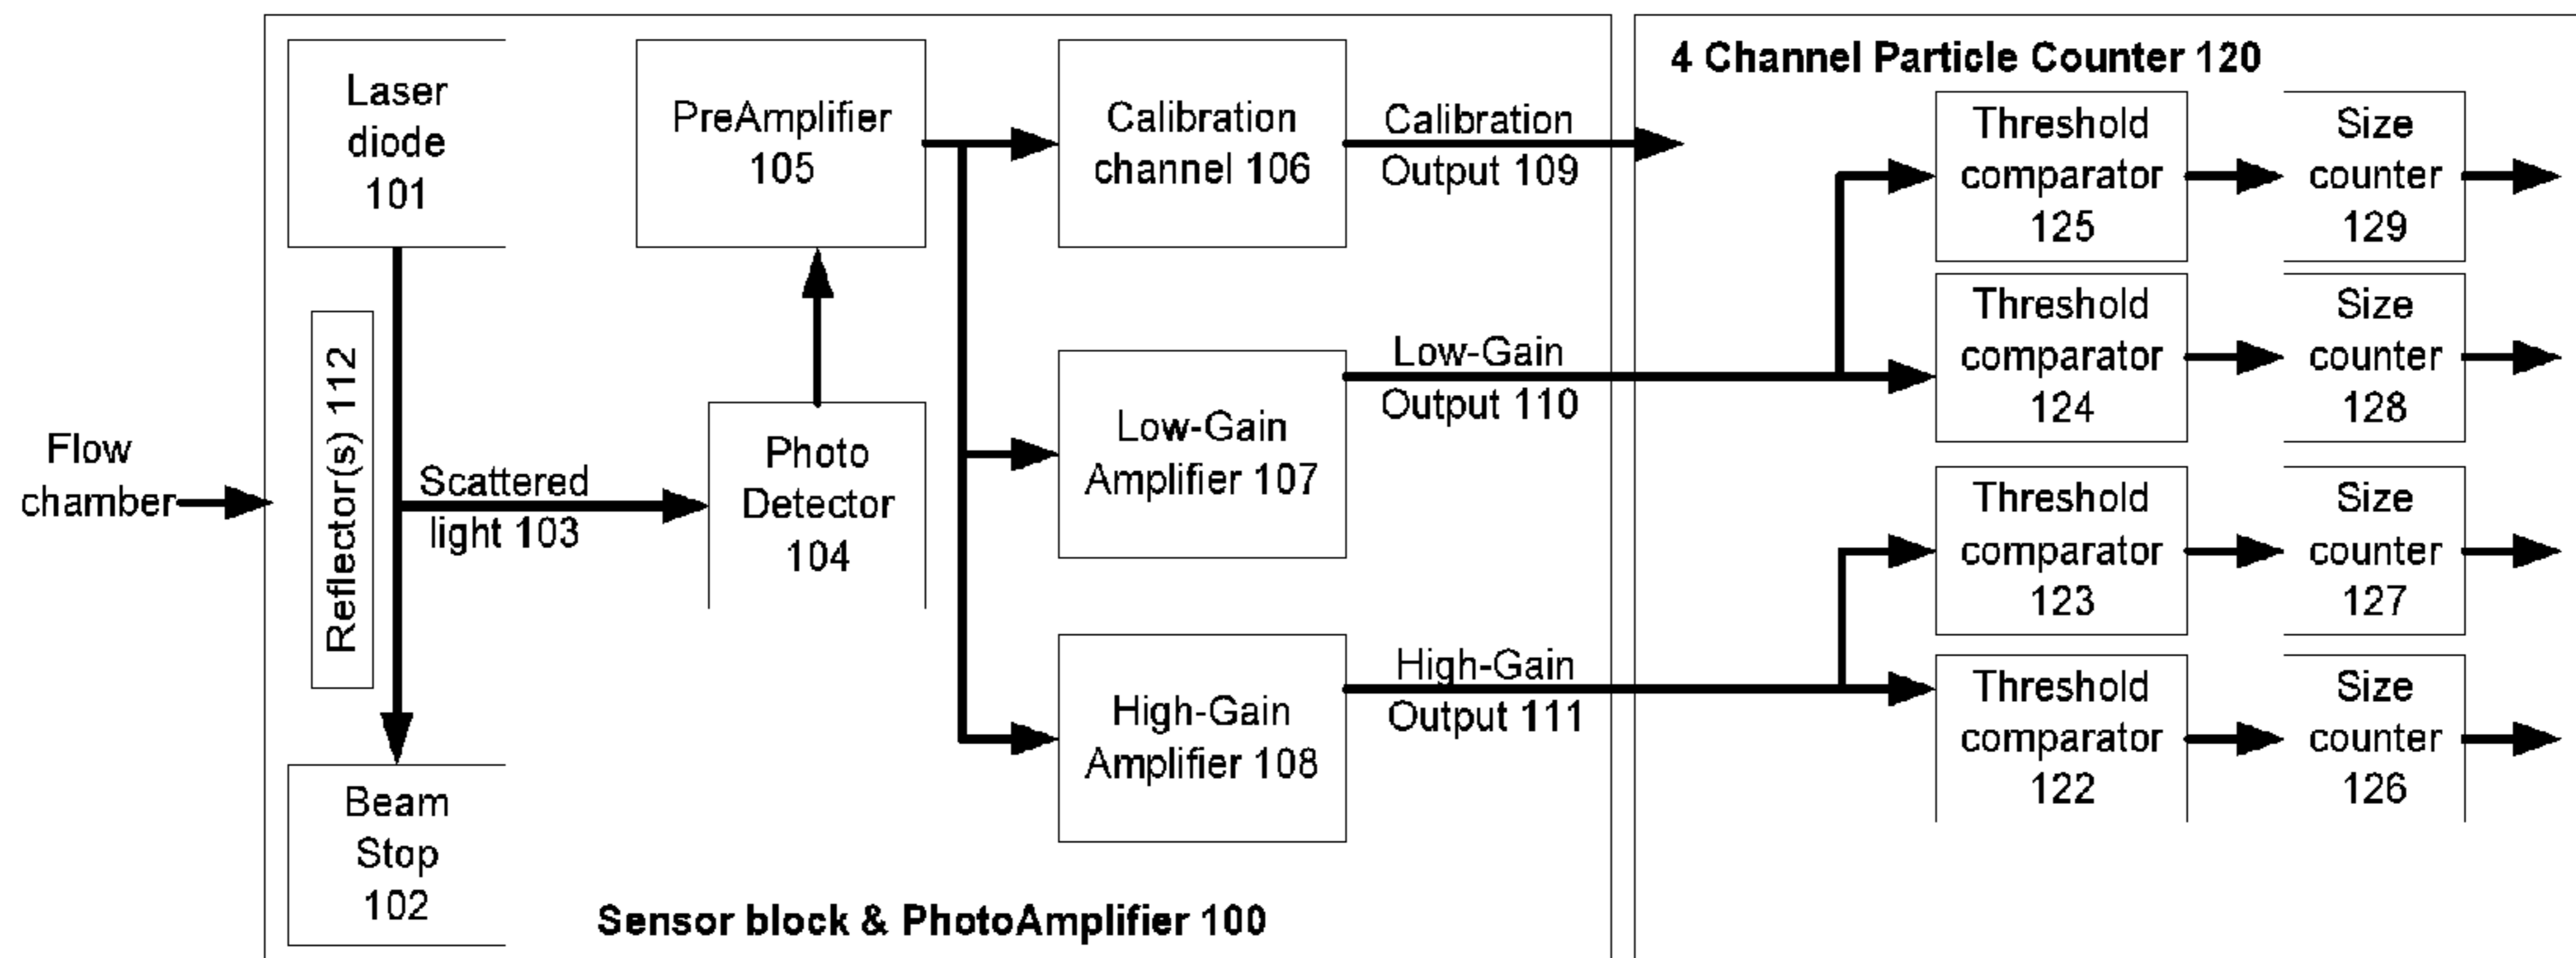 Flow
chamber
Laser
diode
101
Reflector(s) 112
Scattered
light 103
Beam
Stop
102
PreAmplifier
105
Photo
Detector
104
Calibration
channel 106
Low-Gain
Amplifier 107
High-Gain
Amplifier 108
Calibration
Output 109
Low-Gain
Output 110
High-Gain
Output 111
Sensor block & PhotoAmplifier 100
4 Channel Particle Counter 120
Threshold
comparator
125
Size
counter
129
Threshold
comparator
124
Size
counter
128
Threshold
comparator
123
Size
counter
127
Threshold
comparator
122
Size
counter
126